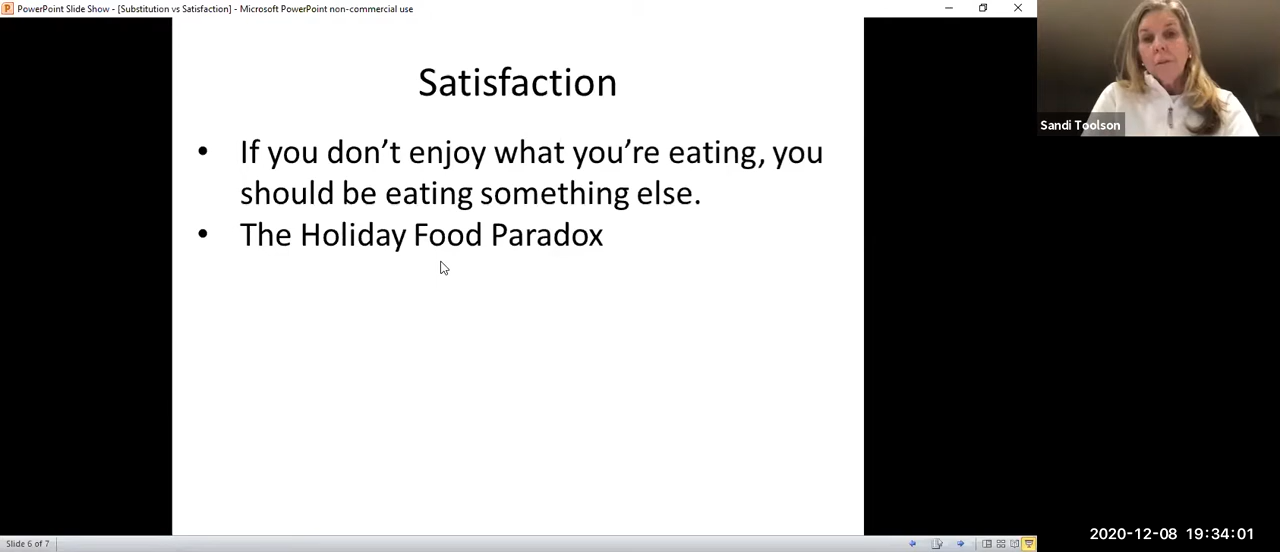 PowerPoint Slide Show - [Substitution vs Satisfaction] - Microsoft PowerPoint non-commercial use
Satisfaction
• If you don’t enjoy what you’re eating, you
should be eating something else.
• The Holiday Food Paradox
Sandi Toolson
Slide 6 of 7
2020-12-08 19:34:01